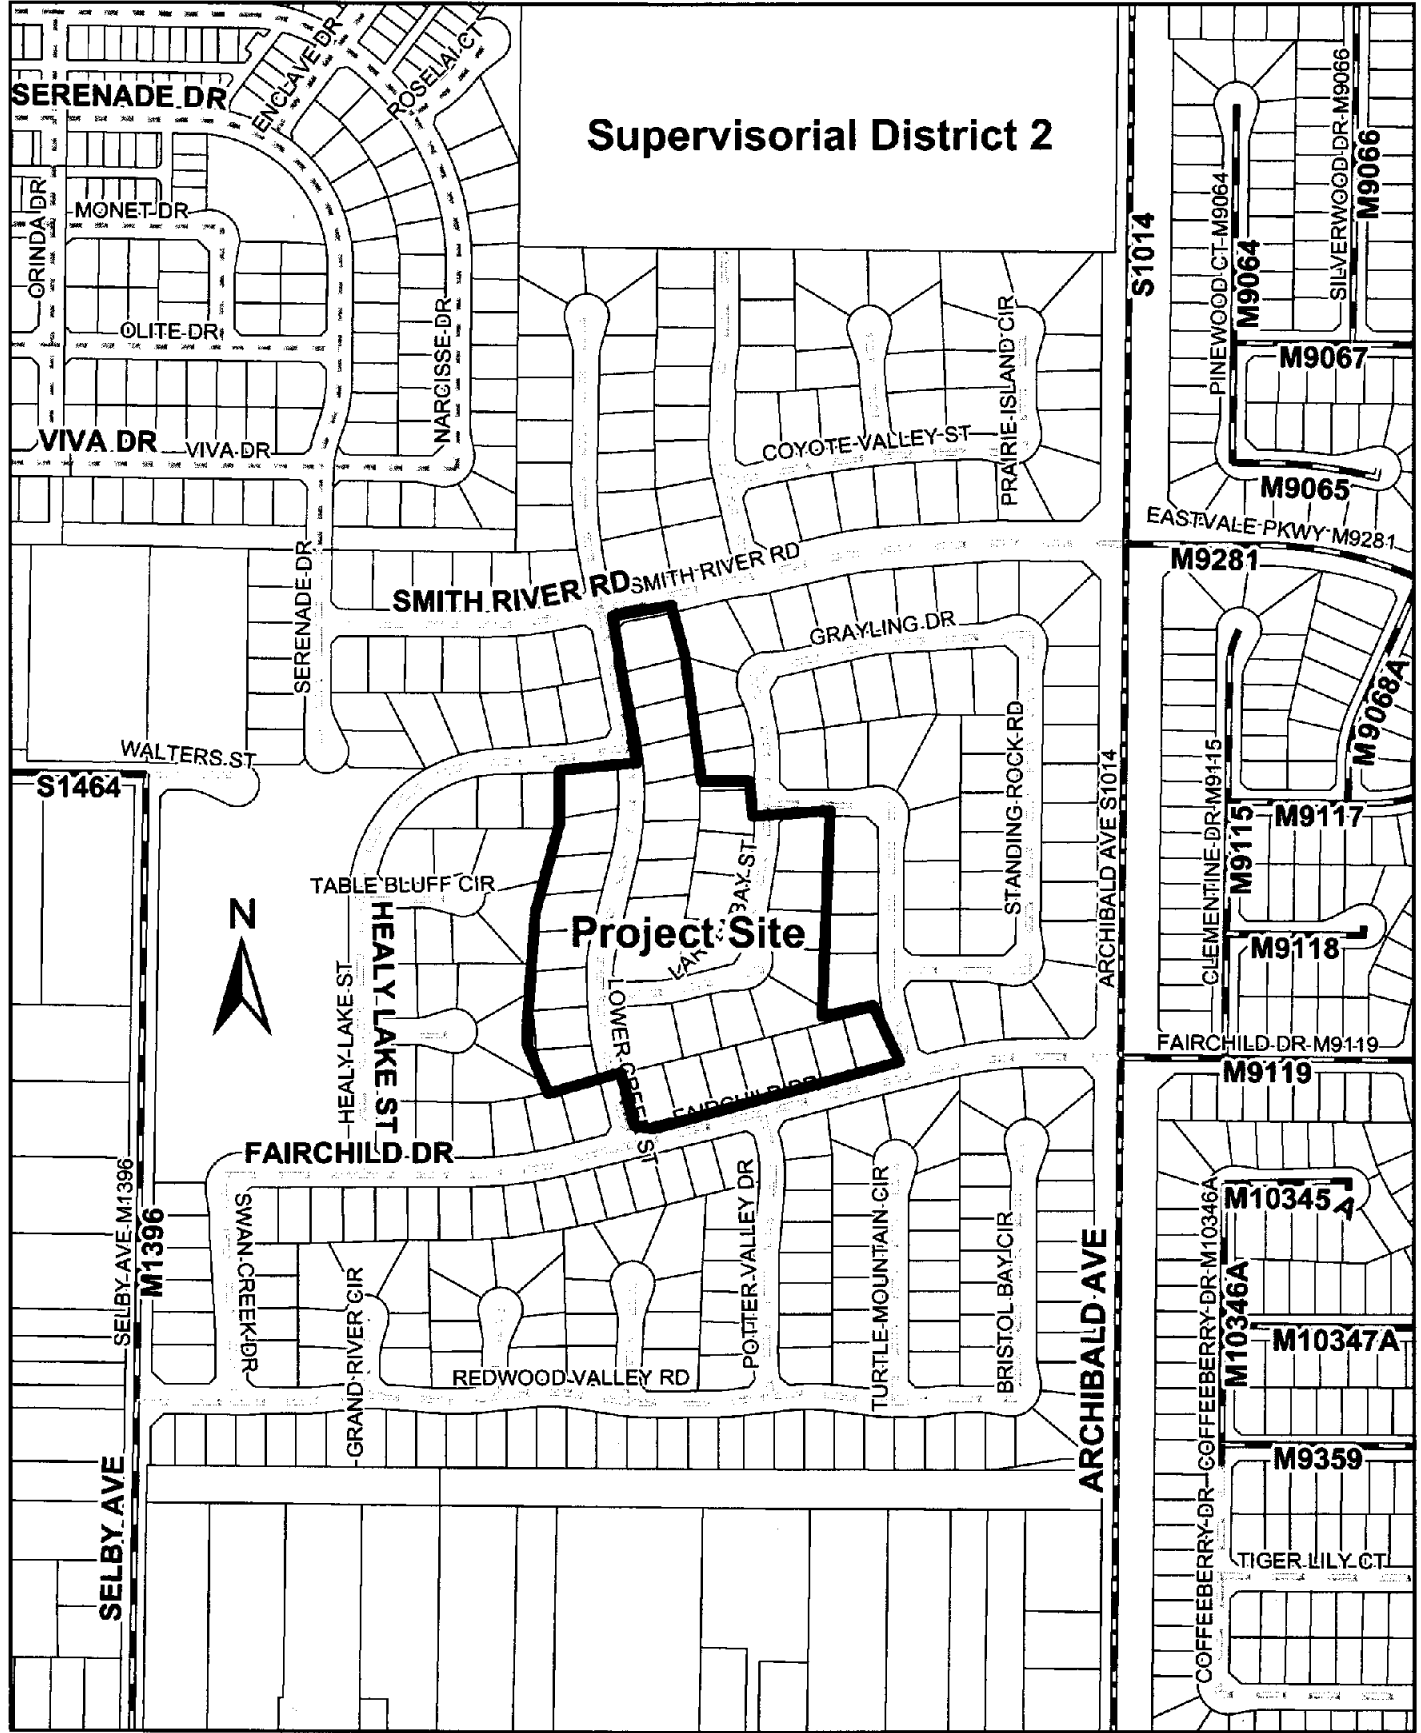 ENCLAVE DR
ROSELAI CT
SERENADE DR
Supervisorial District 2
SILVERWOOD DR-M9066
M9066
ORINDA DR
MONET-DR
PINEWOOD-CT-M9064
S1014
M9064
OLITE-DR
NARCISSE-DR
PRAIRIE-ISLAND-CIR
M9067
VIVA DR
VIVA-DR
COYOTE-VALLEY-ST
M9065
EASTVALE-PKWY-M9281
M9281
SERENADE-DR
SMITH RIVER RD
SMITH-RIVER RD
GRAYLING-DR
M9068A
WALTERS-ST
S1464
STANDING-ROCK-RD
ARCHIBALD AVE S1014
CLEMENTINE-DR-M9115
M9115
M9117
TABLE BLUFF CIR
N
HEALY LAKE ST
HEALY-LAKE-ST
Project Site
BAY-ST
M9118
LOWER-CREEK ST
FAIRCHILD-DR-M9119
M9119
FAIRCHILD DR
FAIRCHILD DR
SELBY AVE M1396
M1396
SWAN-CREEK-DR
GRAND-RIVER CIR
POTTER-VALLEY DR
TURTLE-MOUNTAIN-CIR
BRISTOL-BAY-CIR
M10345A
COFFEEBERRY-DR-M10346A
M10346A
M10347A
REDWOOD-VALLEY RD
ARCHIBALD AVE
SELBY AVE
M9359
COFFEEBERRY-DR
TIGER-LILY-CT